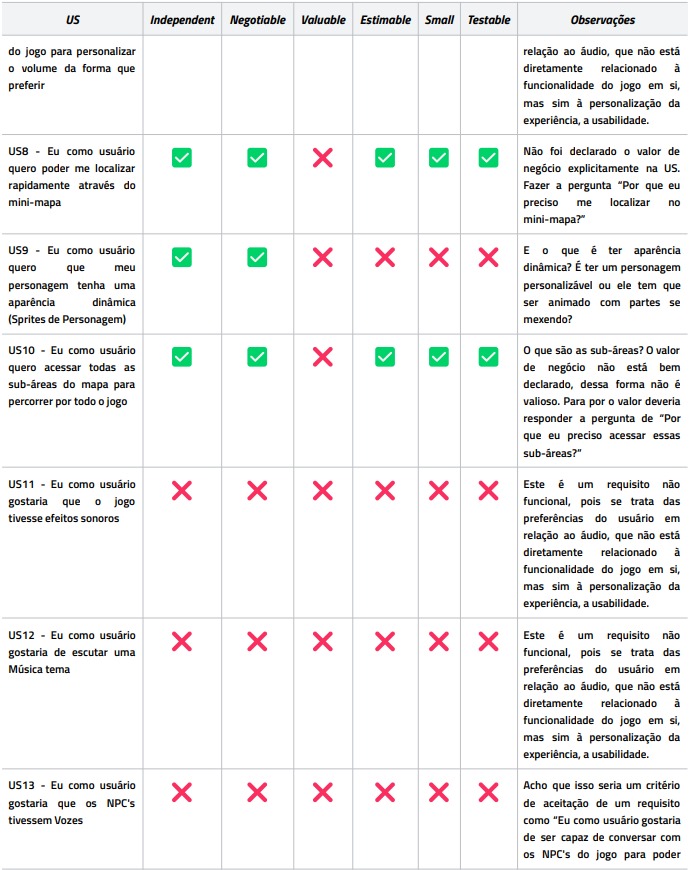 US Independent Negotiable Valuable Estimable Small Testable Observações
do jogo para personalizar
o volume da forma que
preferir
relação ao áudio, que não está
diretamente relacionado à
funcionalidade do jogo em si,
mas sim à personalização da
experiência, a usabilidade.
US8 - Eu como usuário
quero poder me localizar
rapidamente através do
mini-mapa
✅ ✅ ❌ ✅ ✅ ✅
Não foi declarado o valor de
negócio explicitamente na US.
Fazer a pergunta “Por que eu
preciso me localizar no
mini-mapa?”
US9 - Eu como usuário
quero que meu
personagem tenha uma
aparência dinâmica
(Sprites de Personagem)
✅ ✅ ❌ ❌ ❌ ❌
E o que é ter aparência
dinâmica? É ter um personagem
personalizável ou ele tem que
ser animado com partes se
mexendo?
US10 - Eu como usuário
quero acessar todas as
sub-áreas do mapa para
percorrer por todo o jogo
✅ ✅ ❌ ✅ ✅ ✅
O que são as sub-áreas? O valor
de negócio não está bem
declarado, dessa forma não é
valioso. Para por o valor deveria
responder a pergunta de “Por
que eu preciso acessar essas
sub-áreas?”
US11 - Eu como usuário
gostaria que o jogo
tivesse efeitos sonoros
❌ ❌ ❌ ❌ ❌ ❌
Este é um requisito não
funcional, pois se trata das
preferências do usuário em
relação ao áudio, que não está
diretamente relacionado à
funcionalidade do jogo em si,
mas sim à personalização da
experiência, a usabilidade.
US12 - Eu como usuário
gostaria de escutar uma
Música tema
❌ ❌ ❌ ❌ ❌ ❌
Este é um requisito não
funcional, pois se trata das
preferências do usuário em
relação ao áudio, que não está
diretamente relacionado à
funcionalidade do jogo em si,
mas sim à personalização da
experiência, a usabilidade.
US13 - Eu como usuário
gostaria que os NPC's
tivessem Vozes
❌ ❌ ❌ ❌ ❌ ❌
Acho que isso seria um critério
de aceitação de um requisito
como “Eu como usuário gostaria
de ser capaz de conversar com
os NPC's do jogo para poder